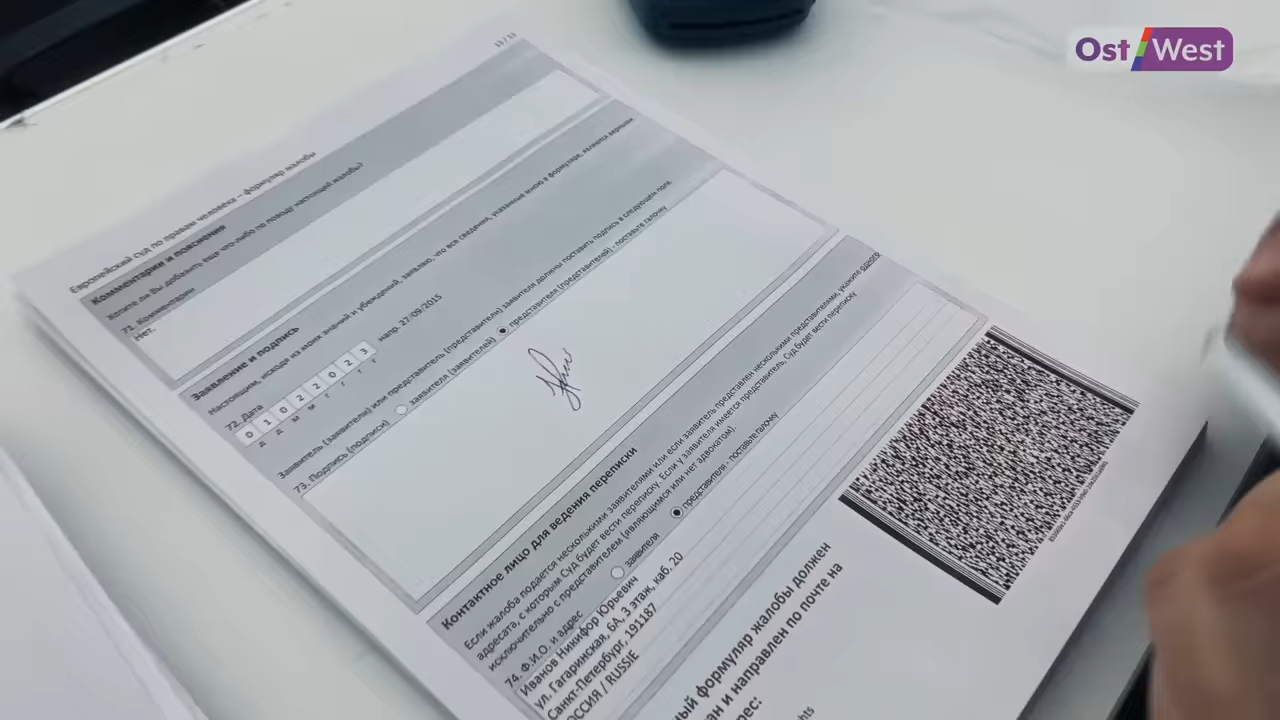 Ost/West
13 / 13
Европейский суд по правам человека – формуляр жалобы
Комментарии и пояснения
Хотите ли Вы добавить еще что-либо по поводу настоящей жалобы?
71. Комментарии
Нет.
Заявление и подпись
Настоящим, исходя из моих знаний и убеждений, заявляю, что все сведения, указанные мною в формуляре, являются верными.
72. Дата
0 1 0 2 2 0 2 3 напр. 27/09/2015
Д Д М М Г Г Г Г
Заявитель (заявители) или представитель (представители) заявителя должны поставить подпись в следующем поле.
73. Подпись (подписи) заявителя (заявителей) представителя (представителей) - поставьте галочку
Контактное лицо для ведения переписки
Если жалоба подается несколькими заявителями или если заявитель представлен несколькими представителями, укажите одного
адресата, с которым Суд будет вести переписку. Если у заявителя имеется представитель, Суд будет вести переписку
исключительно с представителем (являющимся или нет адвокатом).
74. Ф.И.О. и адрес заявителя представителя - поставьте галочку
Иванов Никифор Юрьевич
ул. Гагаринская, 6А, 3 этаж, каб. 20
Санкт-Петербург, 191187
РОССИЯ / RUSSIE
формуляр жалобы должен
и направлен по почте на